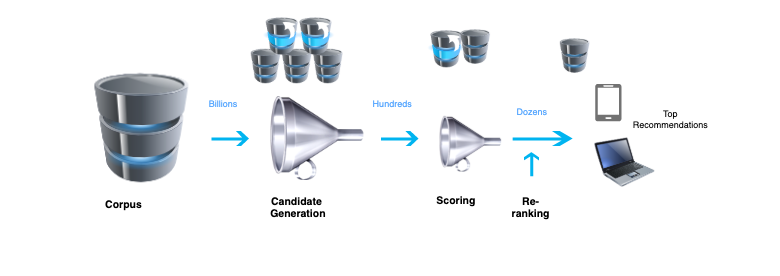 Billions
Hundreds
Dozens
Top
Recommendations
Corpus
Candidate
Generation
Scoring
Re-
ranking